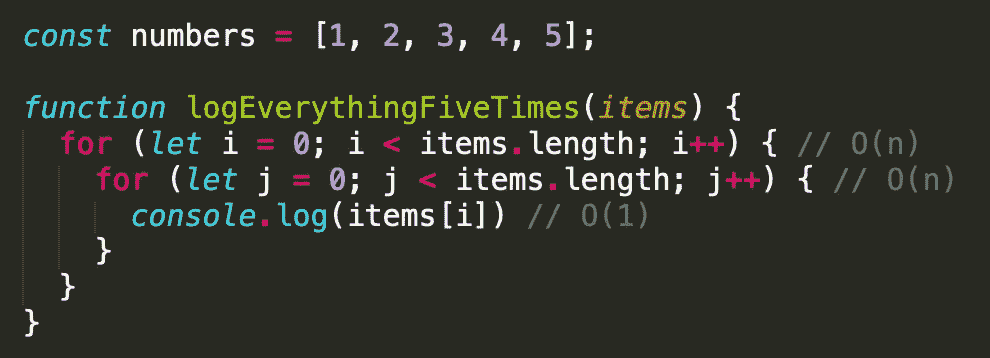 const numbers = [1, 2, 3, 4, 5];
function logEverythingFiveTimes(items) {
for (let i = 0; i < items.length; i++) { // O(n)
for (let j = 0; j < items.length; j++) { // O(n)
console.log(items[i]) // O(1)
}
}
}